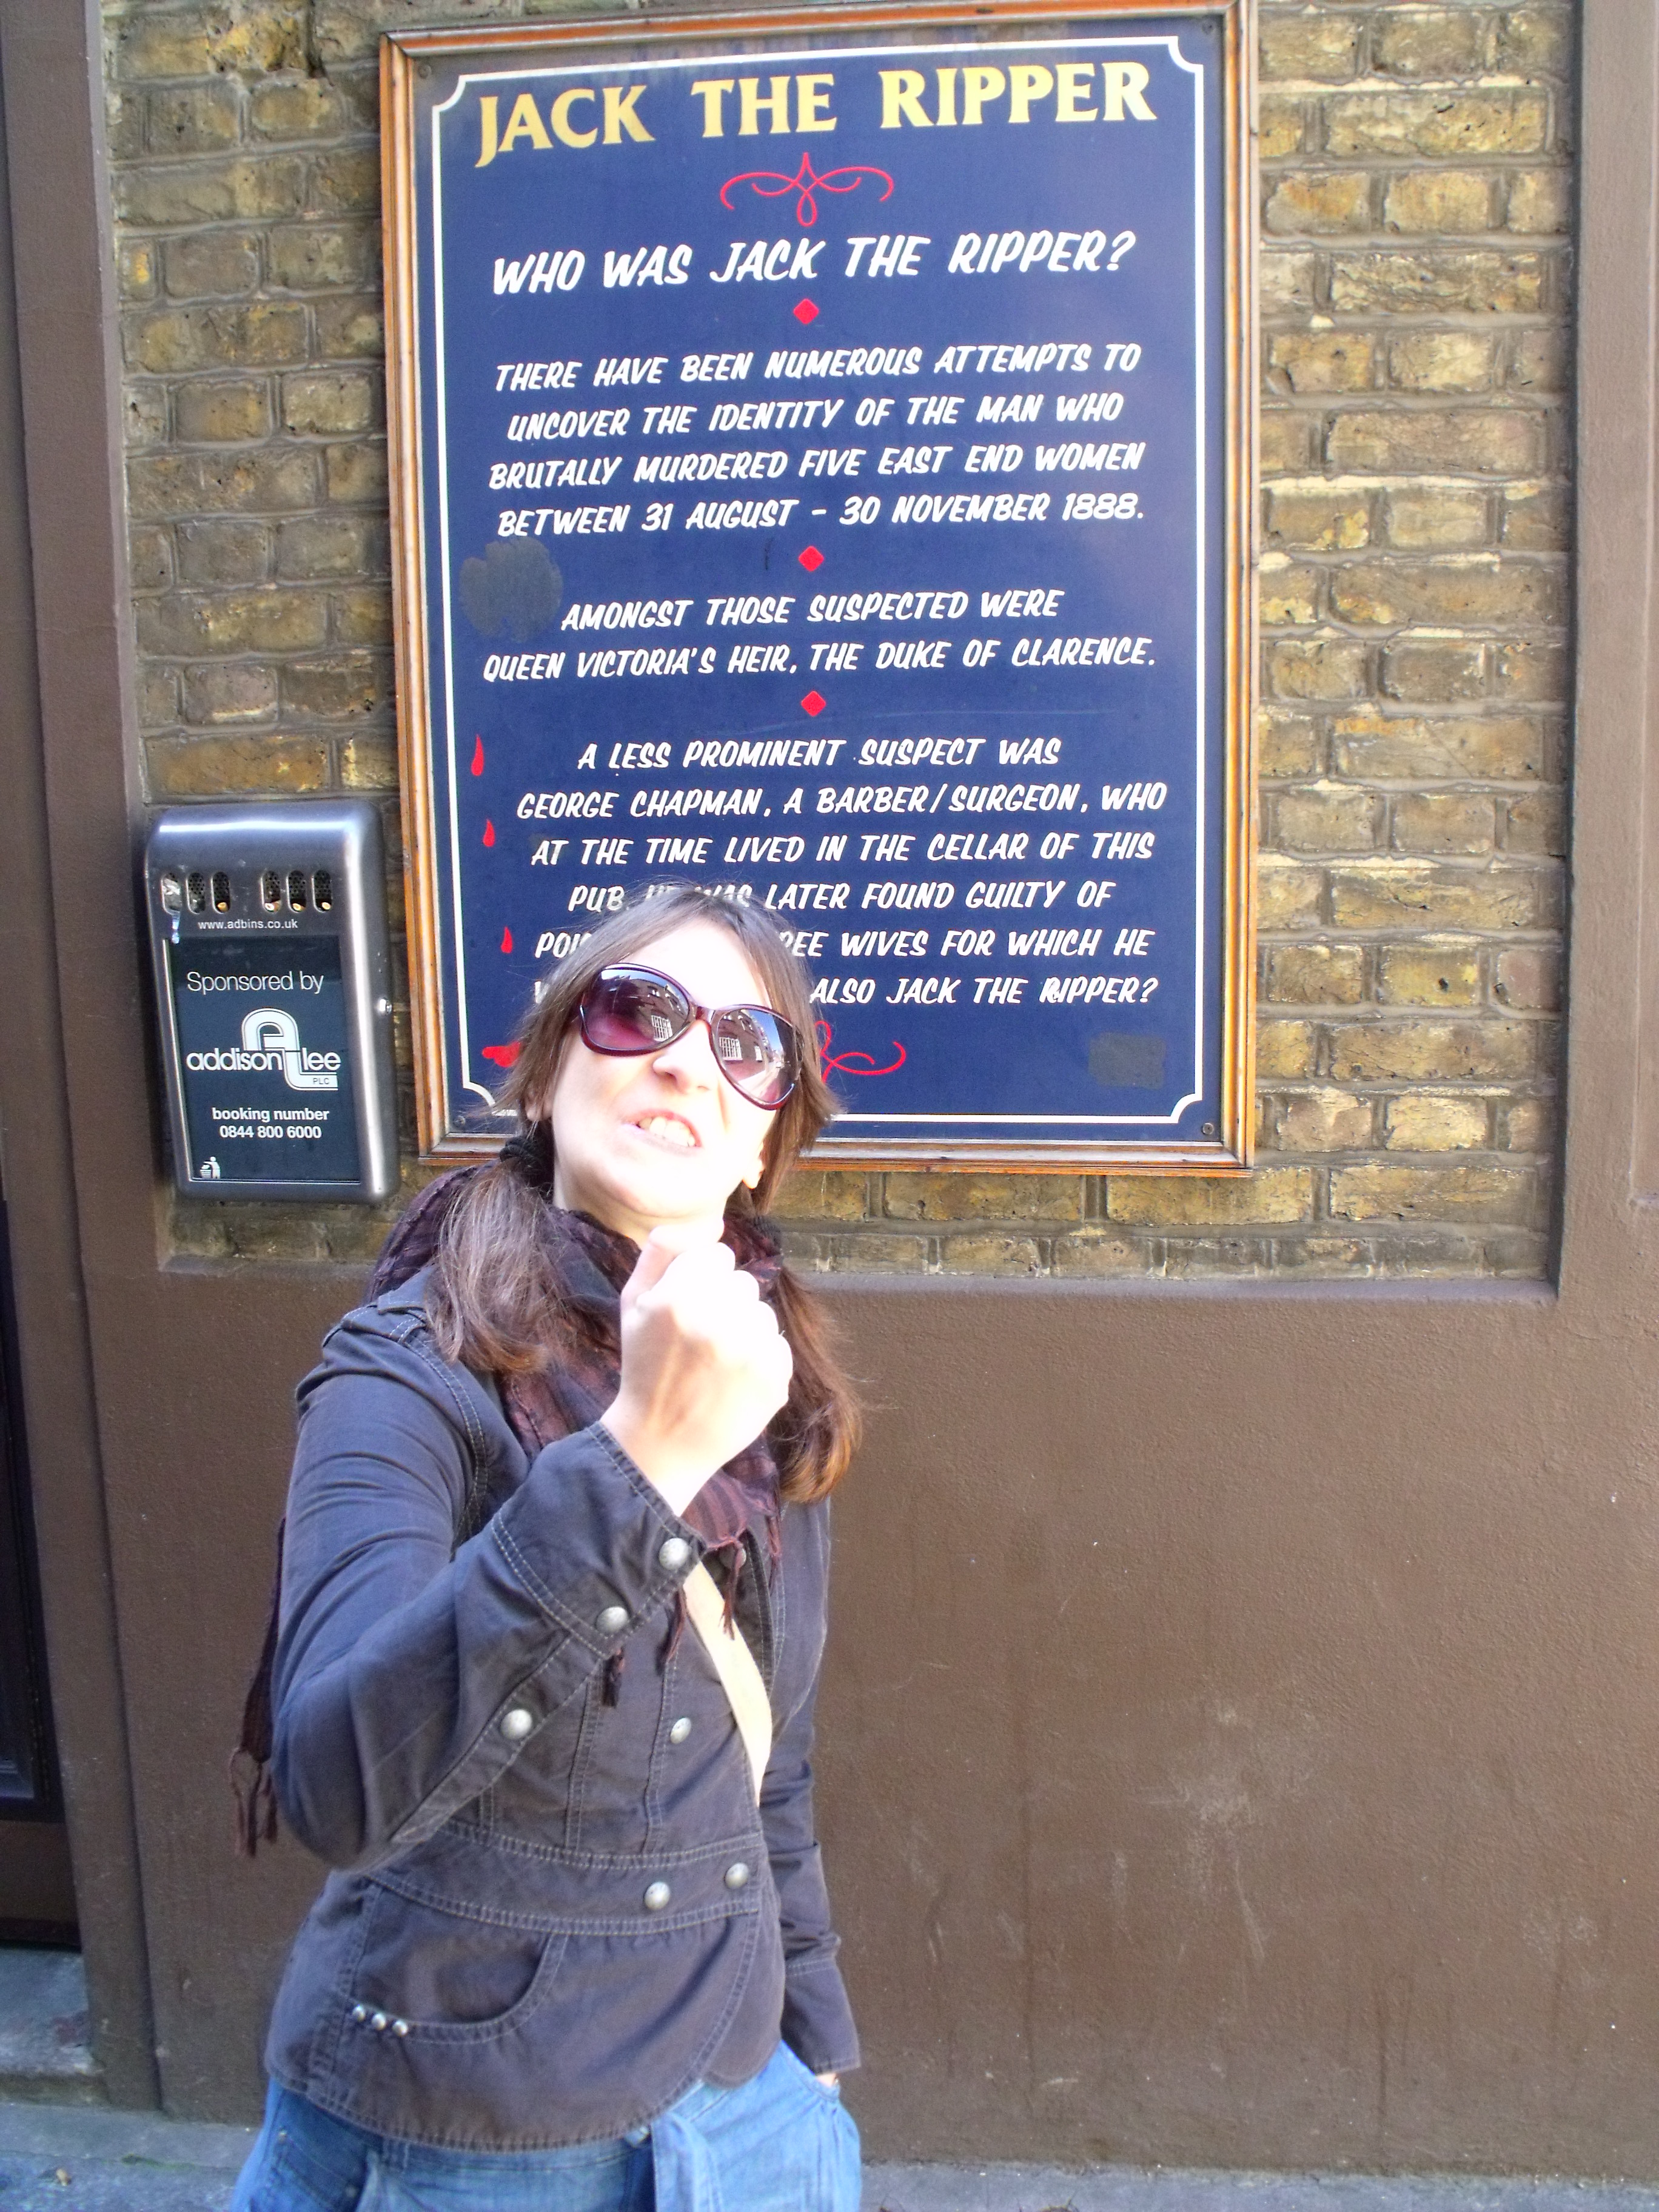 JACK THE RIPPER
WHO WAS JACK THE RIPPER?
THERE HAVE BEEN NUMEROUS ATTEMPTS TO
UNCOVER THE IDENTITY OF THE MAN WHO
BRUTALLY MURDERED FIVE EAST END WOMEN
BETWEEN 31 AUGUST - 30 NOVEMBER 1888.
AMONGST THOSE SUSPECTED WERE
QUEEN VICTORIA'S HEIR, THE DUKE OF CLARENCE.
A LESS PROMINENT SUSPECT WAS
GEORGE CHAPMAN, A BARBER/SURGEON, WHO
AT THE TIME LIVED IN THE CELLAR OF THIS
PUB. HE WAS LATER FOUND GUILTY OF
WIVES FOR WHICH HE
ALSO JACK THE RIPPER?
www.adbins.co.uk
Sponsored by
addison lee
PLC
booking number
0844 800 6000